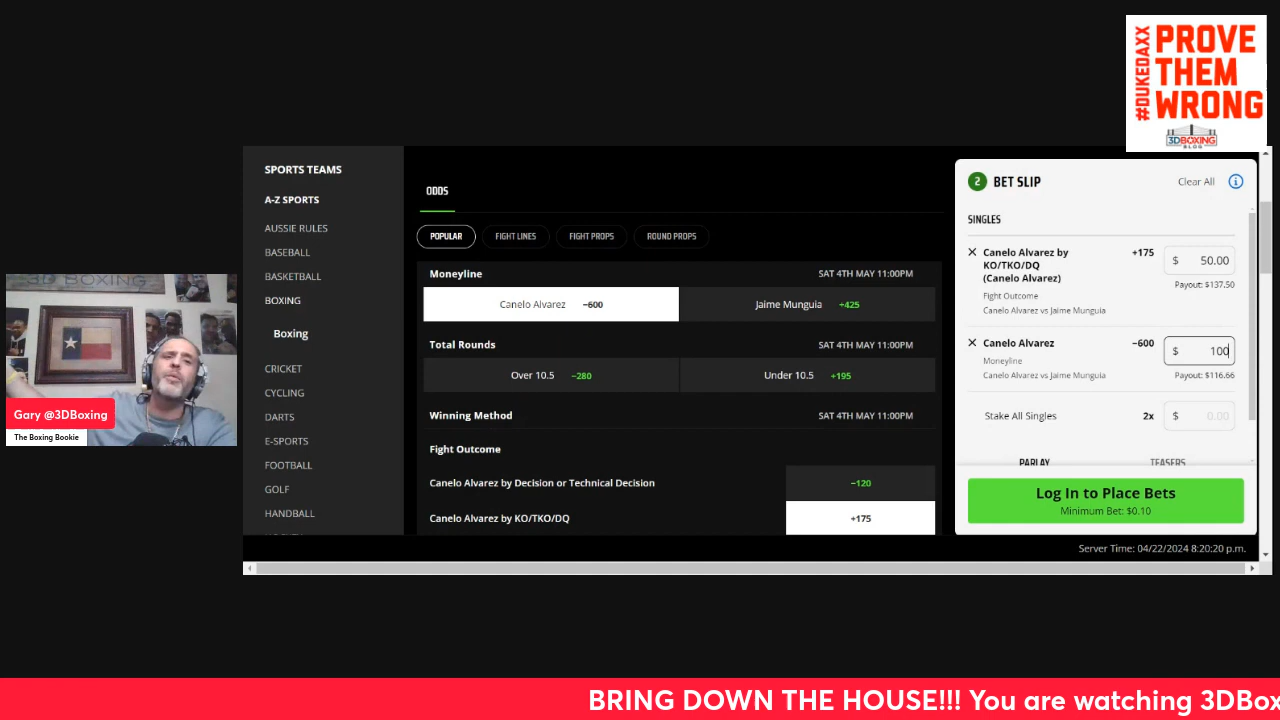 #DUKEDAXX
PROVE
THEM
WRONG
3DBOXING
BLOG
SPORTS TEAMS
A-Z SPORTS
AUSSIE RULES
BASEBALL
BASKETBALL
BOXING
Boxing
CRICKET
CYCLING
DARTS
E-SPORTS
FOOTBALL
GOLF
HANDBALL
ODDS
POPULAR
FIGHT LINES
FIGHT PROPS
ROUND PROPS
Moneyline SAT 4TH MAY 11:00PM
Canelo Alvarez −600
Jaime Munguia +425
Total Rounds SAT 4TH MAY 11:00PM
Over 10.5 −280
Under 10.5 +195
Winning Method SAT 4TH MAY 11:00PM
Fight Outcome
Canelo Alvarez by Decision or Technical Decision −120
Canelo Alvarez by KO/TKO/DQ +175
2 BET SLIP Clear All
SINGLES
Canelo Alvarez by +175 $ 50.00
KO/TKO/DQ
(Canelo Alvarez) Payout: $137.50
Fight Outcome
Canelo Alvarez vs Jaime Munguia
Canelo Alvarez −600 $ 100
Moneyline
Canelo Alvarez vs Jaime Munguia Payout: $116.66
Stake All Singles 2x $ 0.00
PARLAY TEASERS
Log In to Place Bets
Minimum Bet: $0.10
Server Time: 04/22/2024 8:20:20 p.m.
3D BOXING
Gary @3DBoxing
The Boxing Bookie
BRING DOWN THE HOUSE!!! You are watching 3DBox